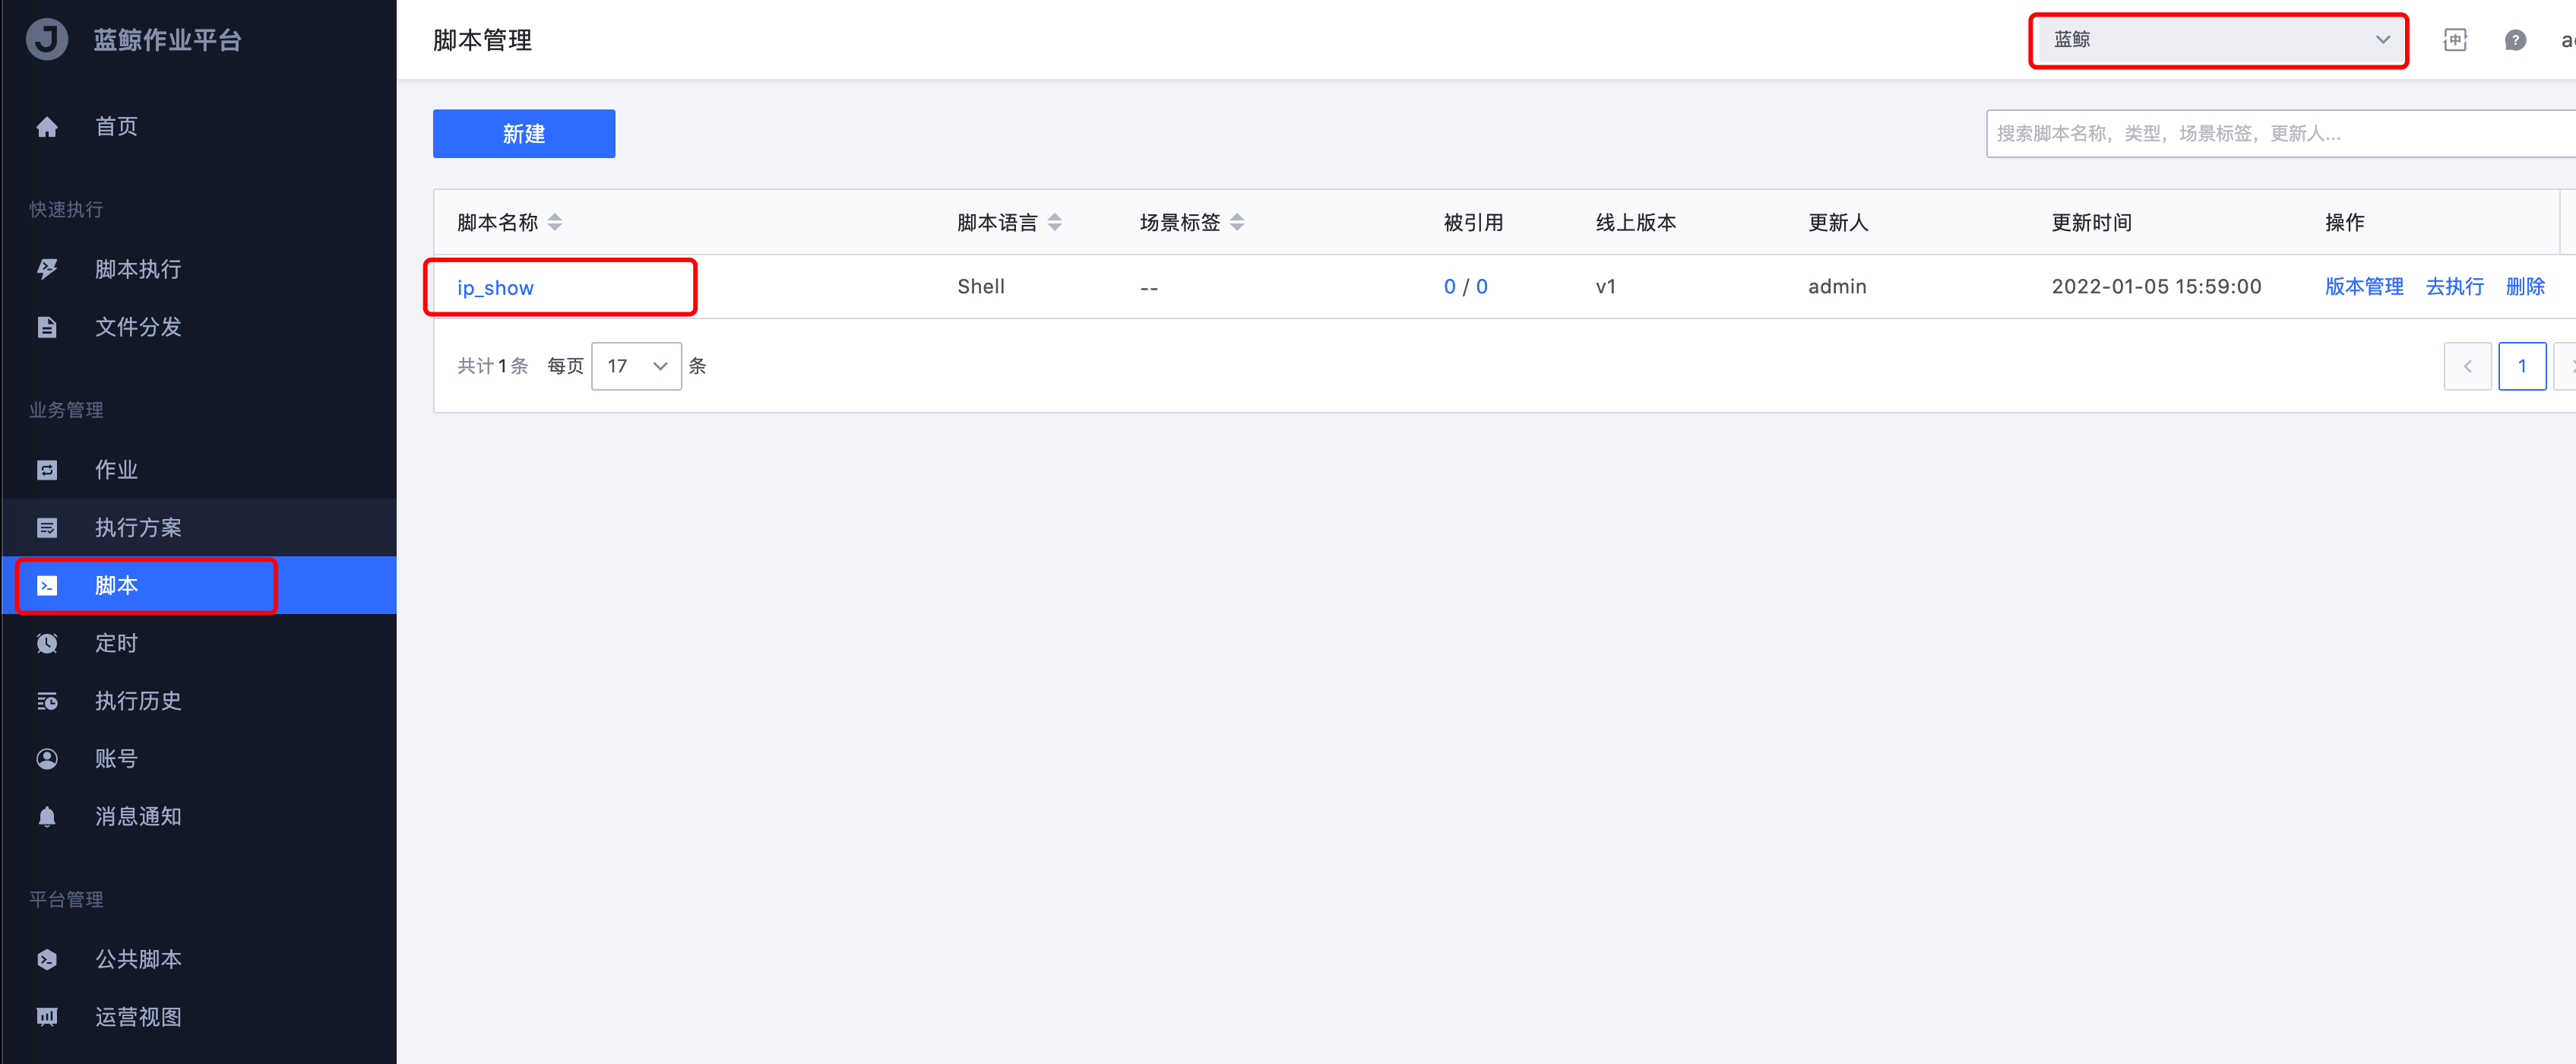 蓝鲸作业平台
首页
快速执行
脚本执行
文件分发
业务管理
作业
执行方案
脚本
定时
执行历史
账号
消息通知
平台管理
公共脚本
运营视图
脚本管理
蓝鲸
中
新建
搜索脚本名称，类型，场景标签，更新人...
脚本名称 脚本语言 场景标签 被引用 线上版本 更新人 更新时间 操作
ip_show Shell -- 0 / 0 v1 admin 2022-01-05 15:59:00 版本管理 去执行 删除
共计1条 每页 17 条
1